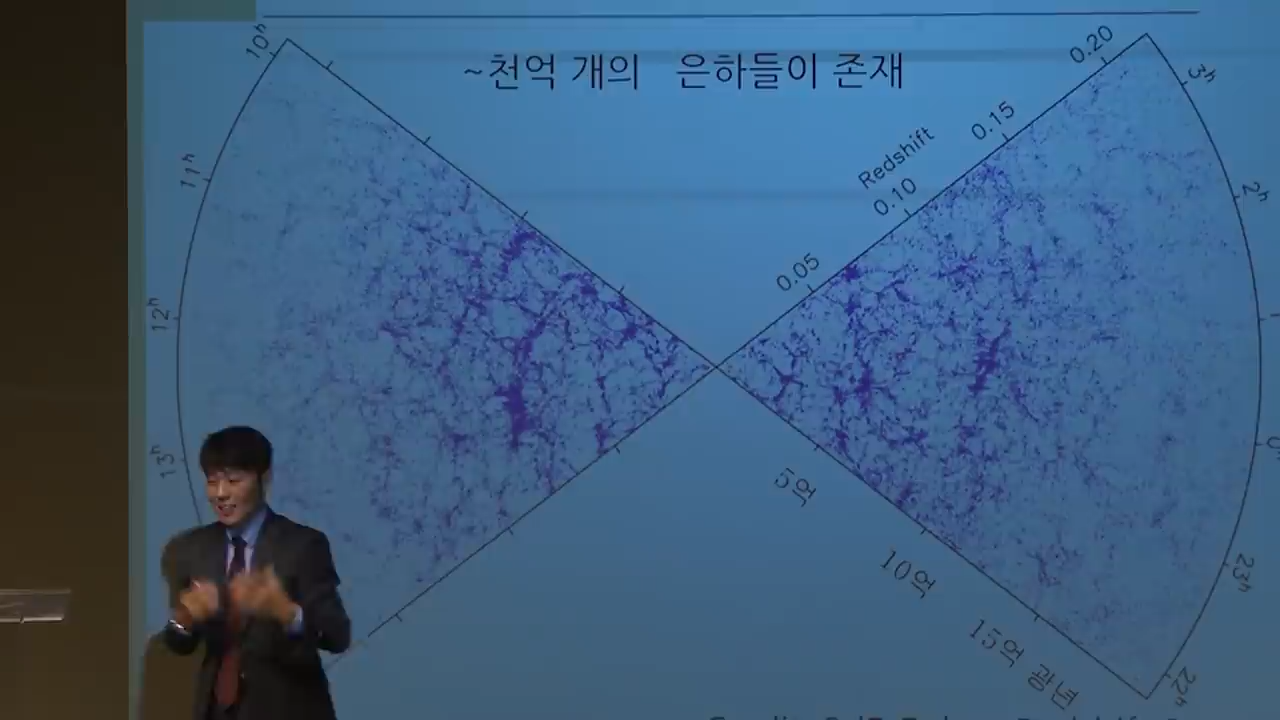 ~천억 개의 은하들이 존재
10h
11h
12h
13h
Redshift
0.05
0.10
0.15
0.20
3h
2h
23h
22h
5억
10억
15억 광년